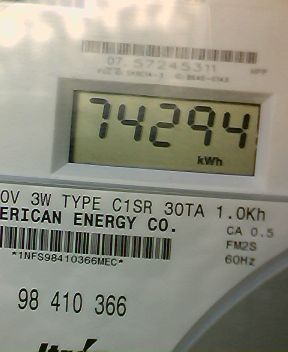 07 57245311
74294
kWh
0V 3W TYPE C1SR 30TA 1.0Kh
ERICAN ENERGY CO.
CA 0.5
FM2S
*1NFS98410366MEC*
60Hz
98 410 366